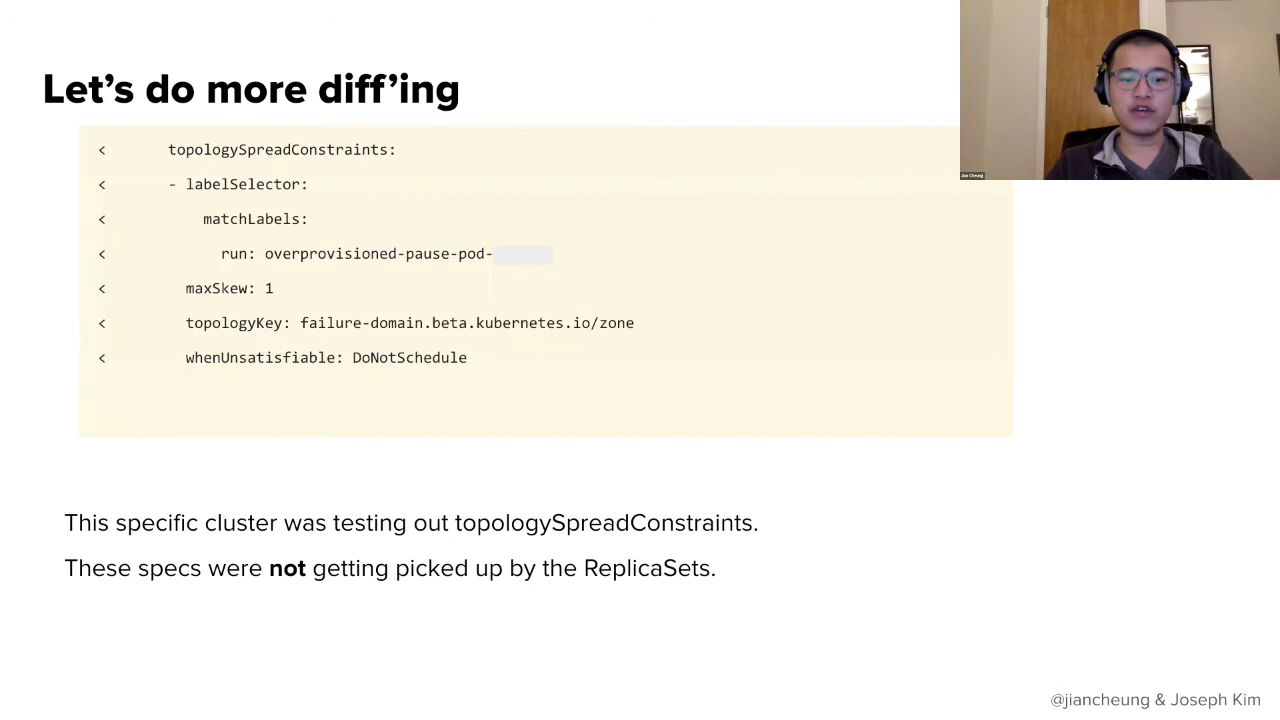 Let's do more diff'ing
< topologySpreadConstraints:
< - labelSelector:
< matchLabels:
< run: overprovisioned-pause-pod-
< maxSkew: 1
< topologyKey: failure-domain.beta.kubernetes.io/zone
< whenUnsatisfiable: DoNotSchedule
This specific cluster was testing out topologySpreadConstraints.
These specs were not getting picked up by the ReplicaSets.
Jian Cheung
@jiancheung & Joseph Kim